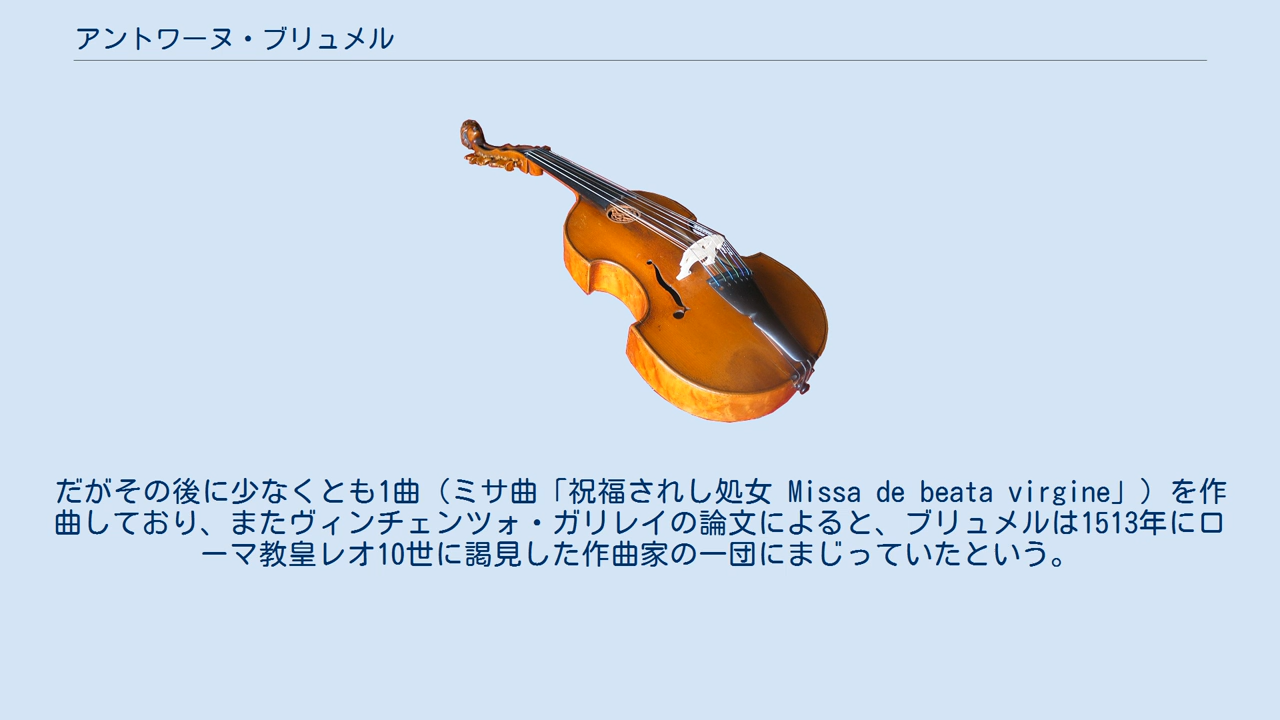 アントワーヌ・ブリュメル
だがその後に少なくとも1曲（ミサ曲「祝福されし処女 Missa de beata virgine」）を作
曲しており、またヴィンチェンツォ・ガリレイの論文によると、ブリュメルは1513年にロ
ーマ教皇レオ10世に謁見した作曲家の一団にまじっていたという。